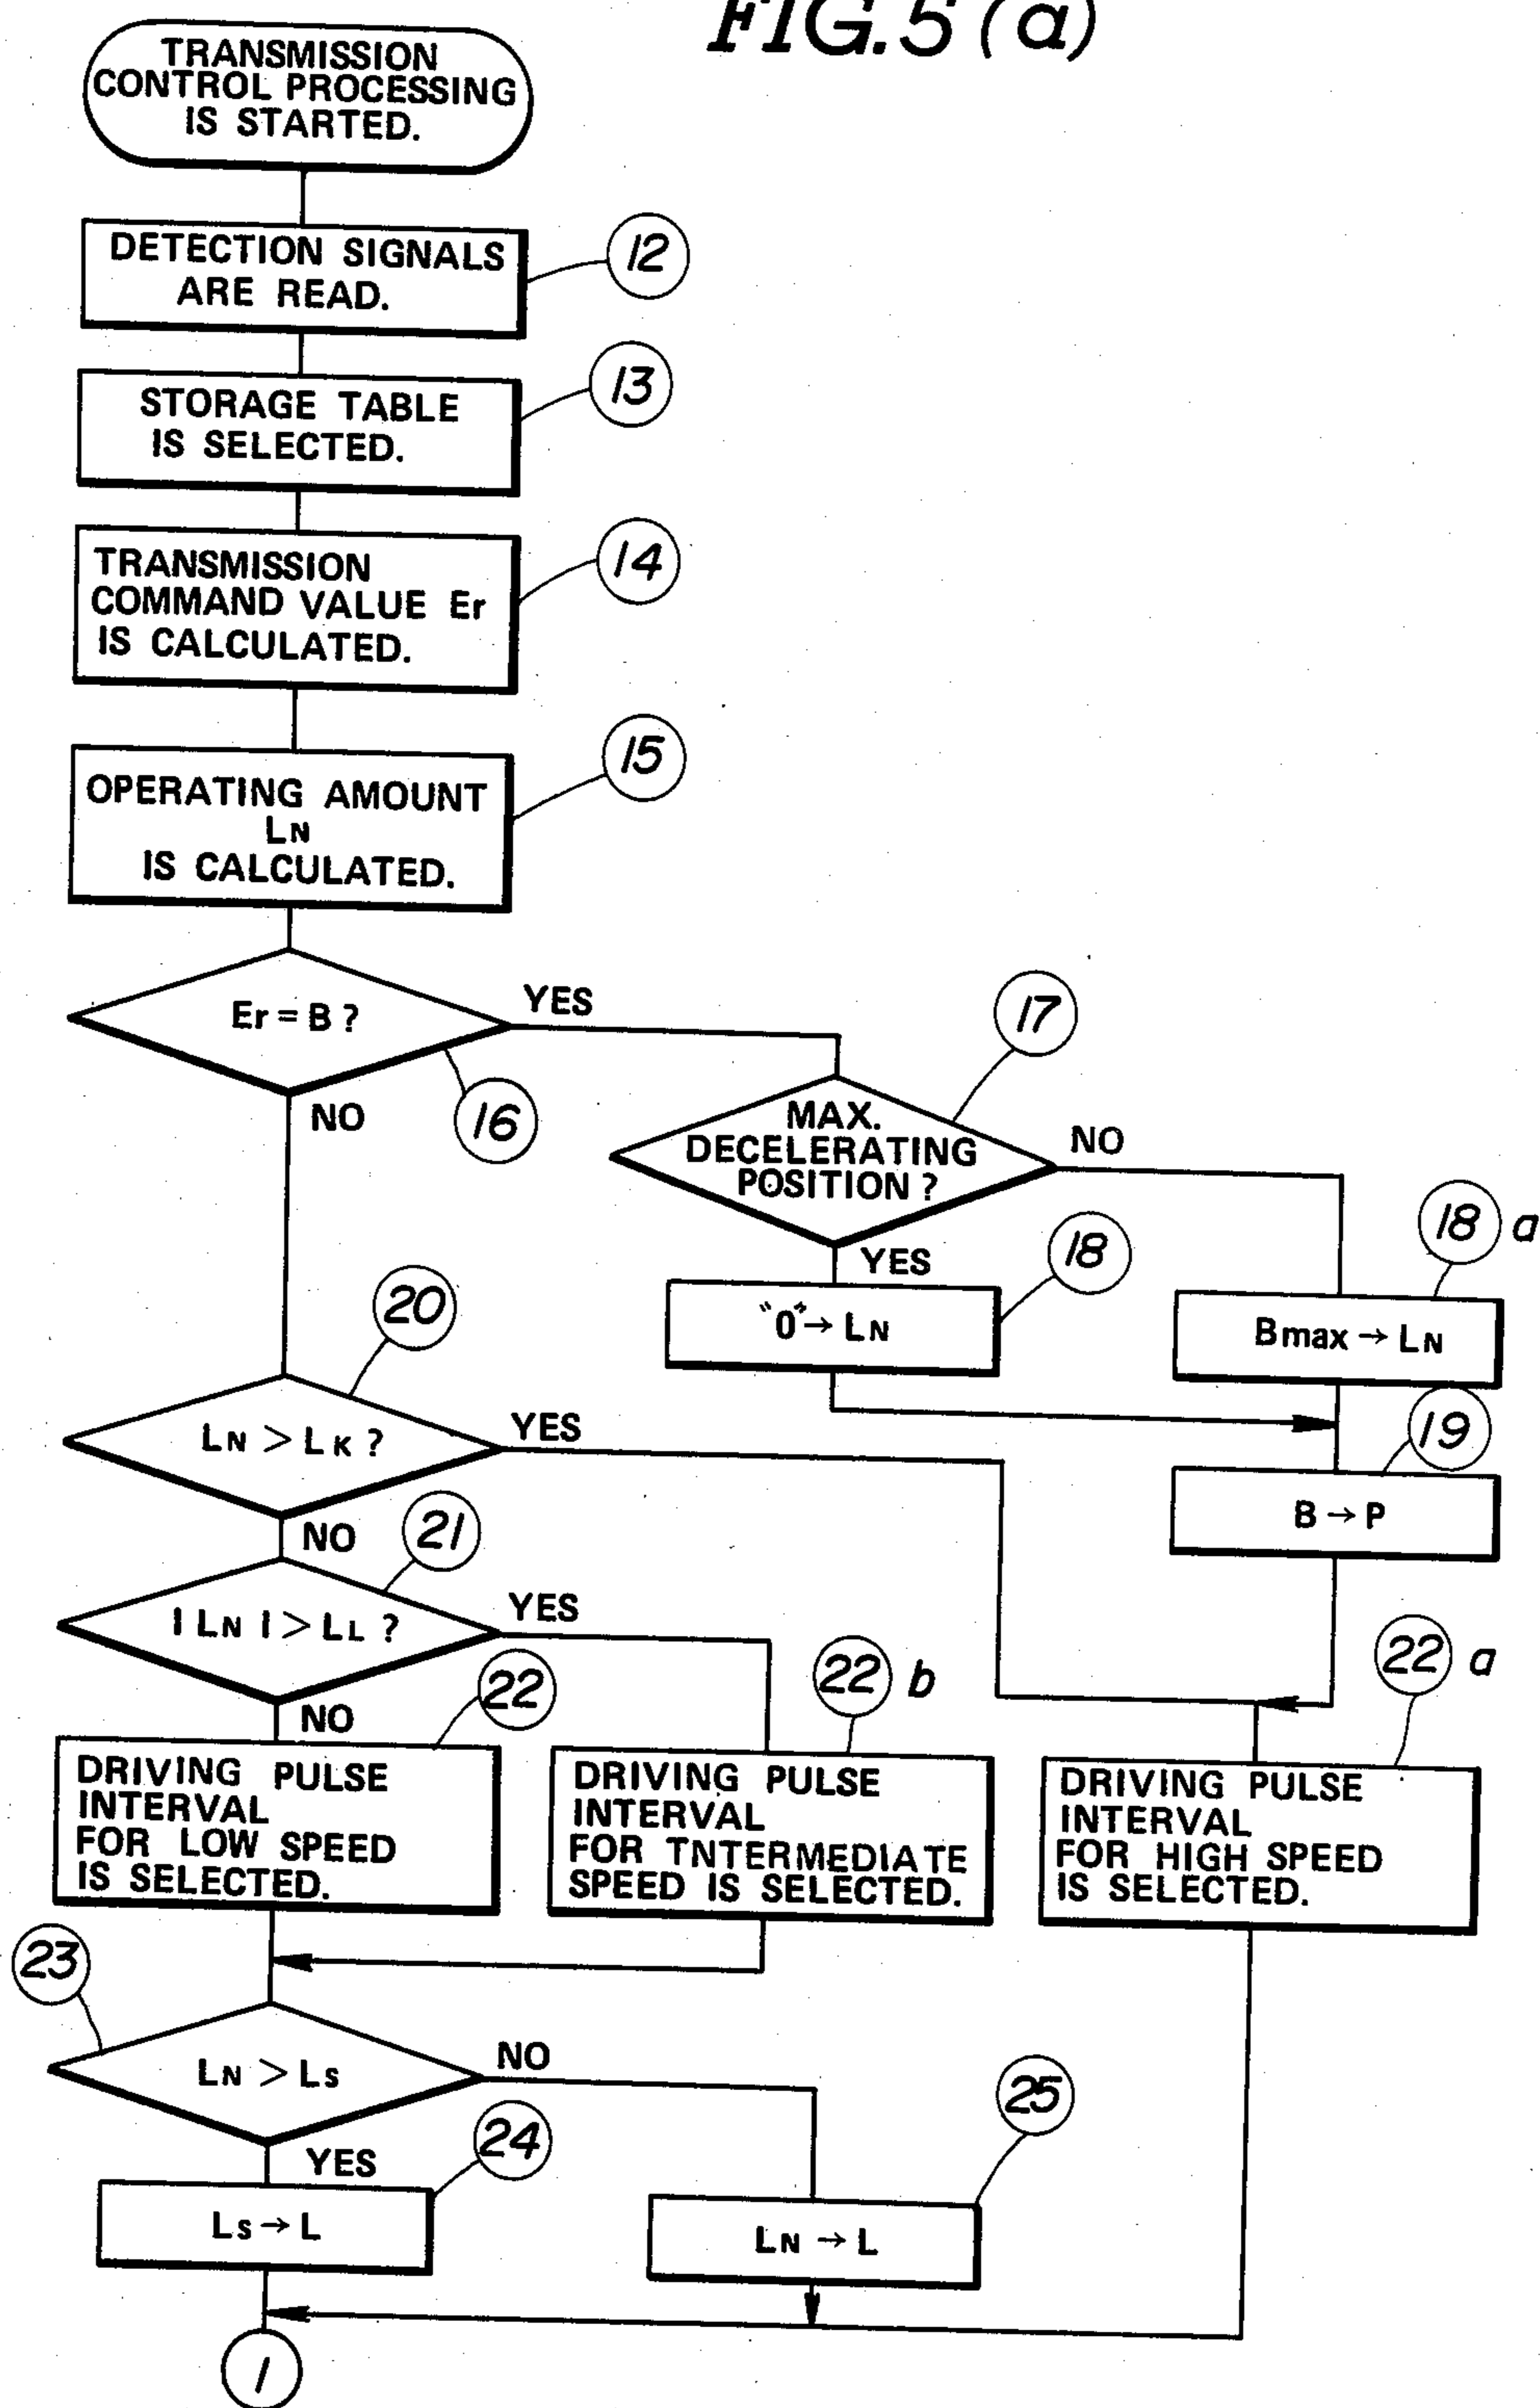 FIG. 5 (a)
TRANSMISSION
CONTROL PROCESSING
IS STARTED.
DETECTION SIGNALS
ARE READ.
12
STORAGE TABLE
IS SELECTED.
13
TRANSMISSION
COMMAND VALUE Er
IS CALCULATED.
14
OPERATING AMOUNT
LN
IS CALCULATED.
15
Er = B ?
YES
NO
16
MAX.
DECELERATING
POSITION ?
17
NO
YES
"0" → LN
18
Bmax → LN
18 a
B → P
19
LN > LK ?
20
YES
NO
| LN | > LL ?
21
YES
NO
DRIVING PULSE
INTERVAL
FOR LOW SPEED
IS SELECTED.
22
DRIVING PULSE
INTERVAL
FOR TNTERMEDIATE
SPEED IS SELECTED.
22 b
DRIVING PULSE
INTERVAL
FOR HIGH SPEED
IS SELECTED.
22 a
LN > LS
23
NO
YES
LS → L
24
LN → L
25
1